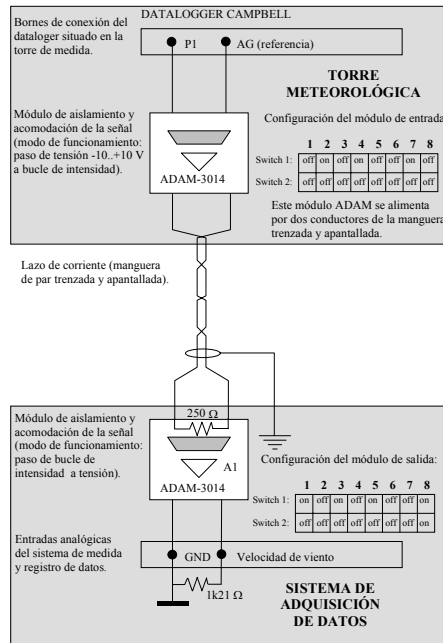 DATALOGGER CAMPBELL
Bornes de conexión del
dataloger situado en la
torre de medida.
P1
AG (referencia)
TORRE
METEOROLÓGICA
Módulo de aislamiento y
acomodación de la señal
(modo de funcionamiento:
paso de tensión -10..+10 V
a bucle de intensidad).
ADAM-3014
Configuración del módulo de entrada:
1 2 3 4 5 6 7 8
Switch 1: off on off on off off on off
Switch 2: off off off off off off off off
Este módulo ADAM se alimenta
por dos conductores de la manguera
trenzada y apantallada.
Lazo de corriente (manguera
de par trenzada y apantallada).
Módulo de aislamiento y
acomodación de la señal
(modo de funcionamiento:
paso de bucle de
intensidad a tensión).
250 Ω
A1
ADAM-3014
Configuración del módulo de salida:
1 2 3 4 5 6 7 8
Switch 1: on off off off on off off on
Switch 2: off off on off off off off on
Entradas analógicas
del sistema de medida
y registro de datos.
GND
Velocidad de viento
1k21 Ω
SISTEMA DE
ADQUISICIÓN
DE DATOS